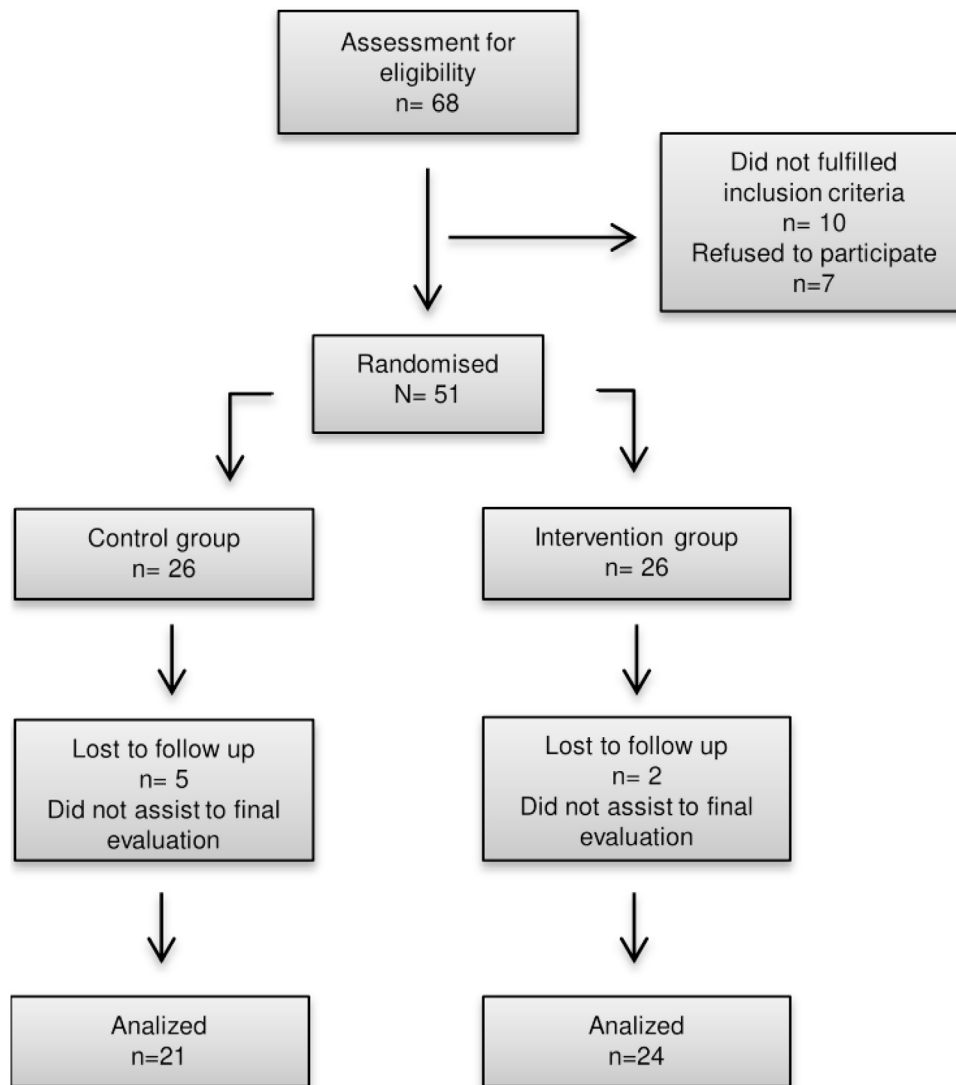 Assessment for
eligibility
n= 68
Did not fulfilled
inclusion criteria
n= 10
Refused to participate
n=7
Randomised
N= 51
Control group
n= 26
Intervention group
n= 26
Lost to follow up
n= 5
Did not assist to final
evaluation
Lost to follow up
n= 2
Did not assist to final
evaluation
Analized
n=21
Analized
n=24